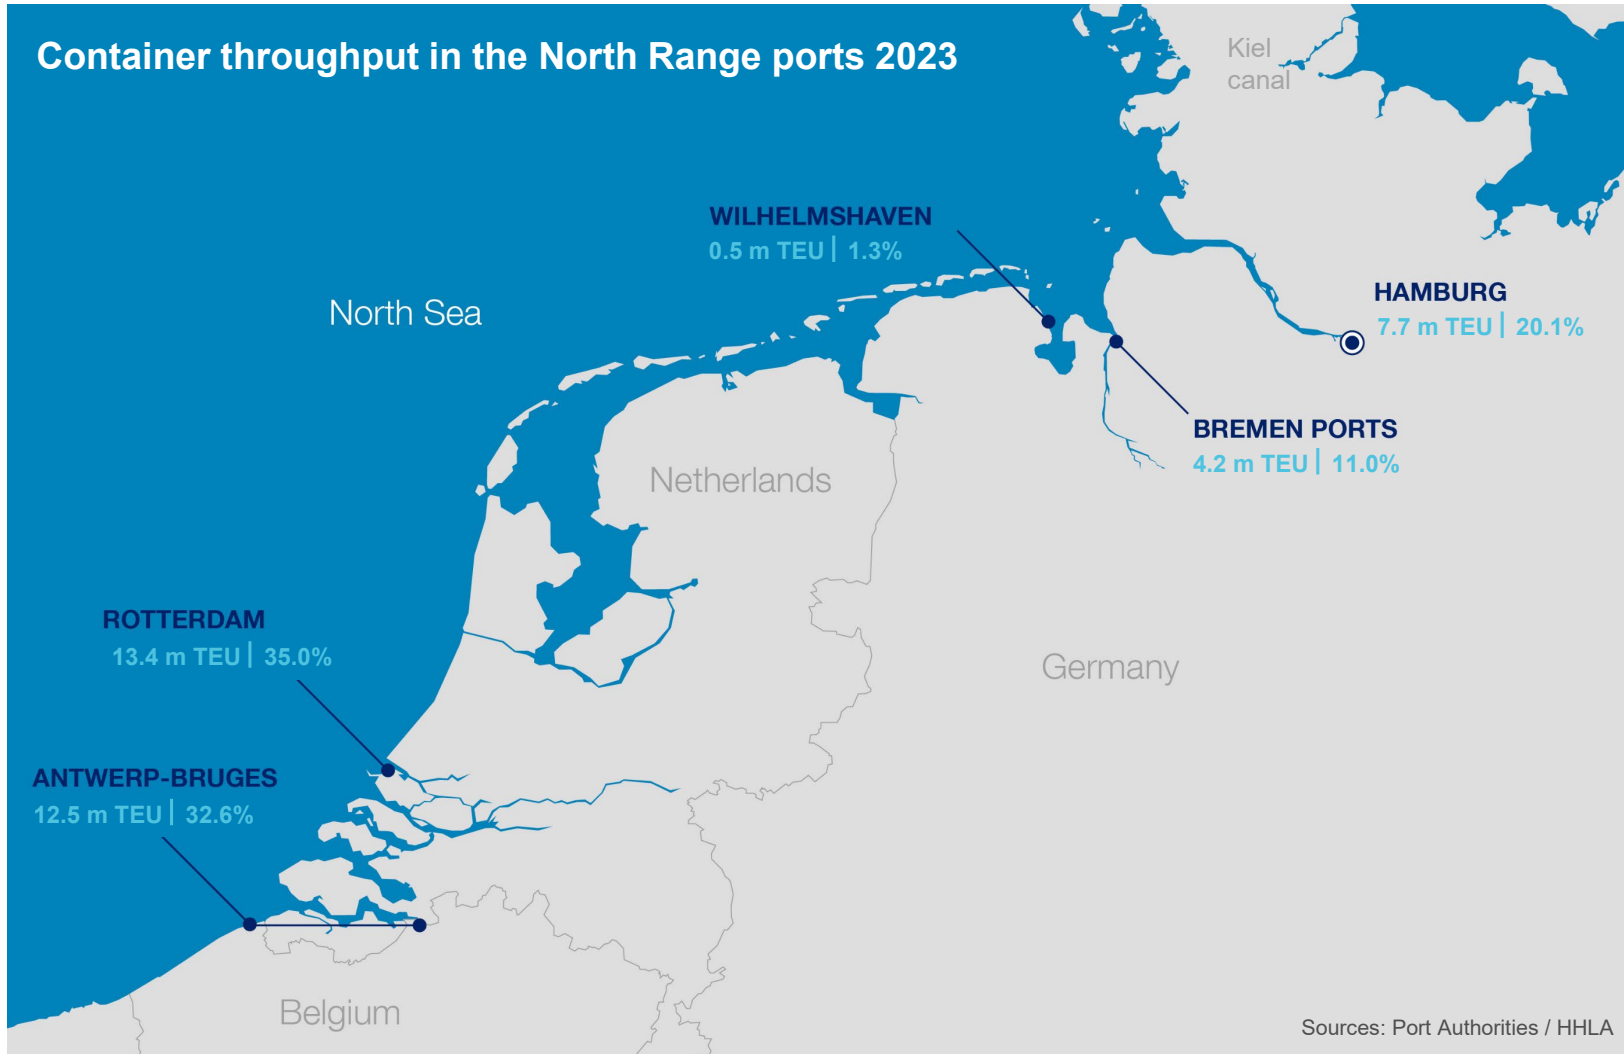 Container throughput in the North Range ports 2023
Kiel
canal
WILHELMSHAVEN
0.5 m TEU | 1.3%
North Sea
HAMBURG
7.7 m TEU | 20.1%
BREMEN PORTS
4.2 m TEU | 11.0%
Netherlands
ROTTERDAM
13.4 m TEU | 35.0%
Germany
ANTWERP-BRUGES
12.5 m TEU | 32.6%
Belgium
Sources: Port Authorities / HHLA